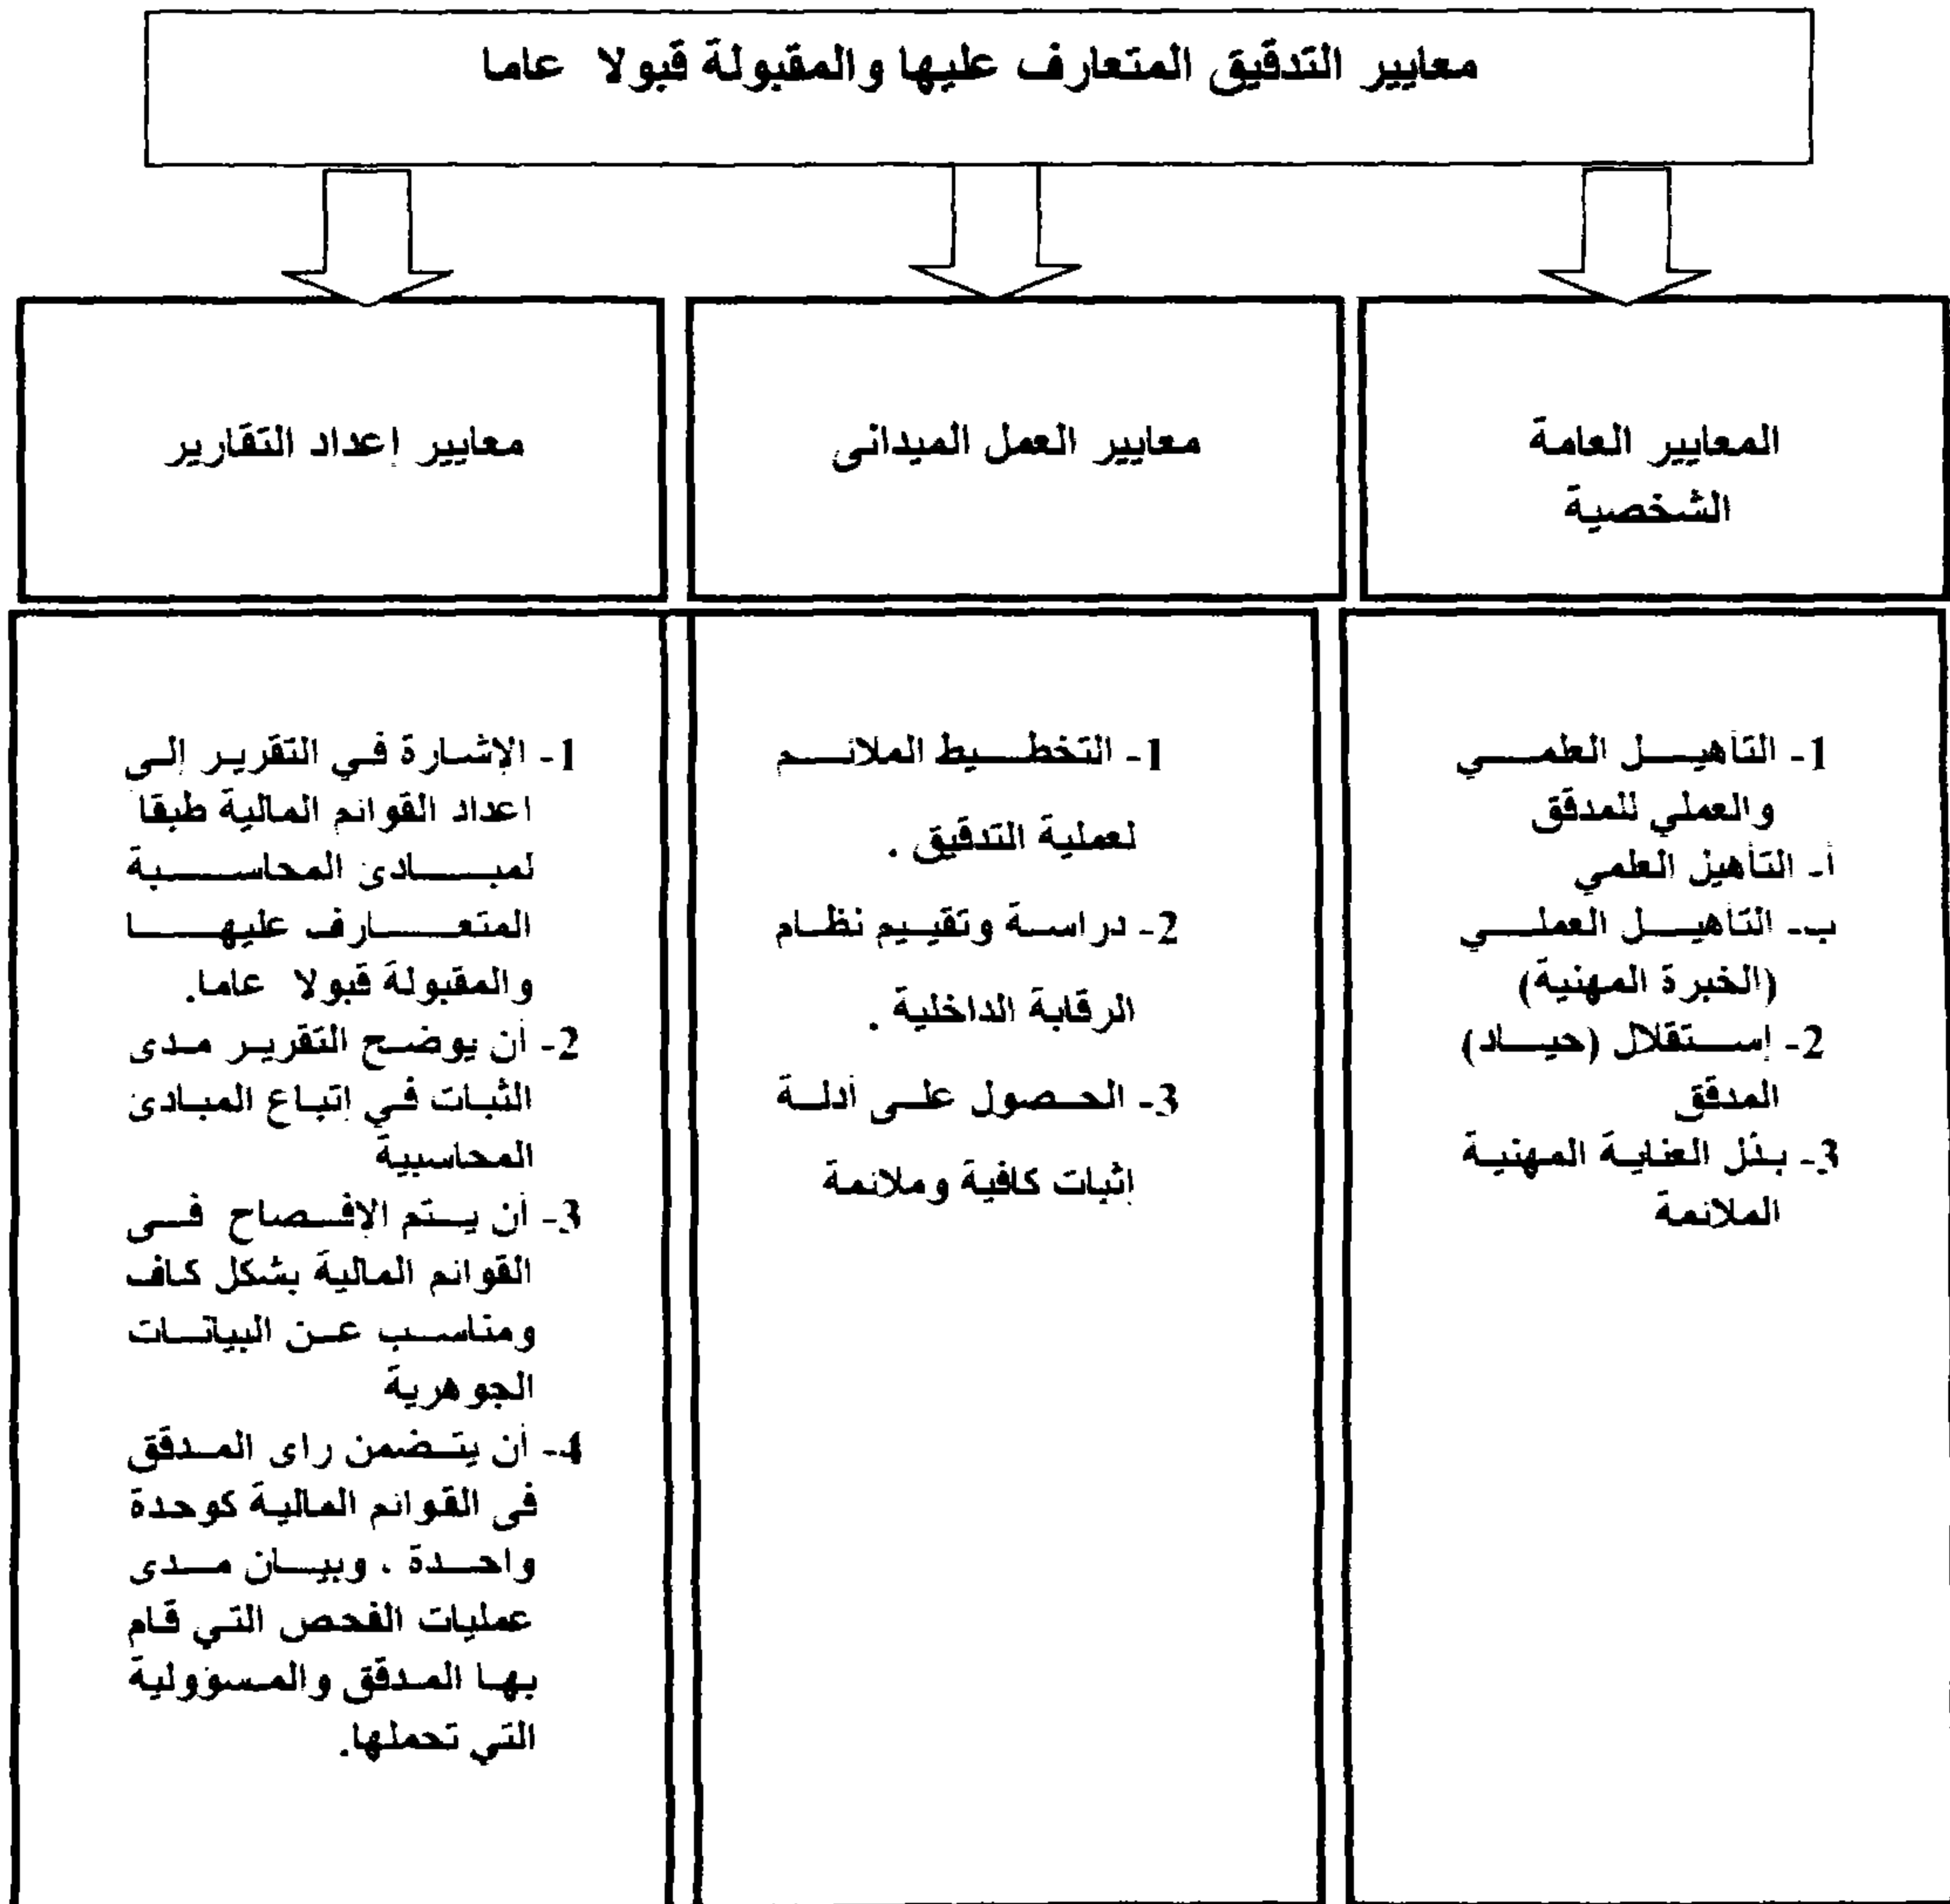 معايير التدقيق المتعارف عليها والمقبولة قبولا عاما
المعايير العامة
الشخصية
معايير العمل الميدانى
معايير إعداد التقارير
1- التأهيل العلمي
والعملي للمدقق
أ- التأهيل العلمي
ب- التأهيل العملي
(الخبرة المهنية)
2- إستقلال (حياد)
المدقق
3- بذل العناية المهنية
الملائمة
1- التخطيط الملائم
لعملية التدقيق .
2- دراسة وتقييم نظام
الرقابة الداخلية .
3- الحصول على أدلة
إثبات كافية وملائمة
1- الإشارة في التقرير إلى
اعداد القوائم المالية طبقا
لمبادئ المحاسبة
المتعارف عليها
والمقبولة قبولا عاما.
2- أن يوضح التقرير مدى
الثبات في إتباع المبادئ
المحاسبية
3- أن يتم الإفصاح فى
القوائم المالية بشكل كاف
ومناسب عن البيانات
الجوهرية
4- أن يتضمن راى المدقق
فى القوائم المالية كوحدة
واحدة ، وبيان مدى
عمليات الفحص التي قام
بها المدقق والمسؤولية
التي تحملها.